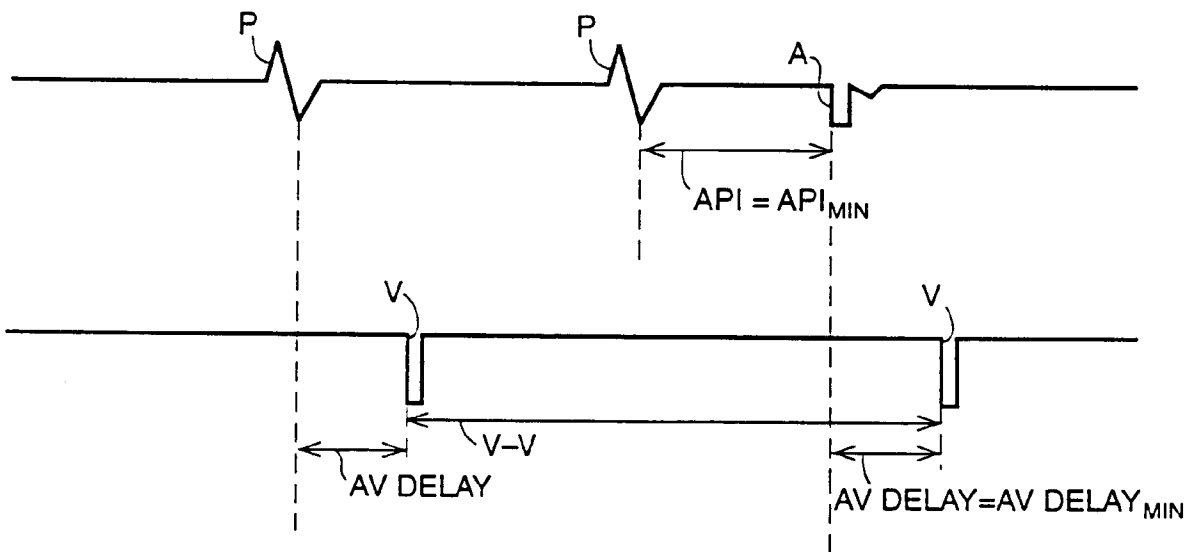 P
P
A
API = API_MIN
V
V
V–V
AV DELAY
AV DELAY=AV DELAY_MIN